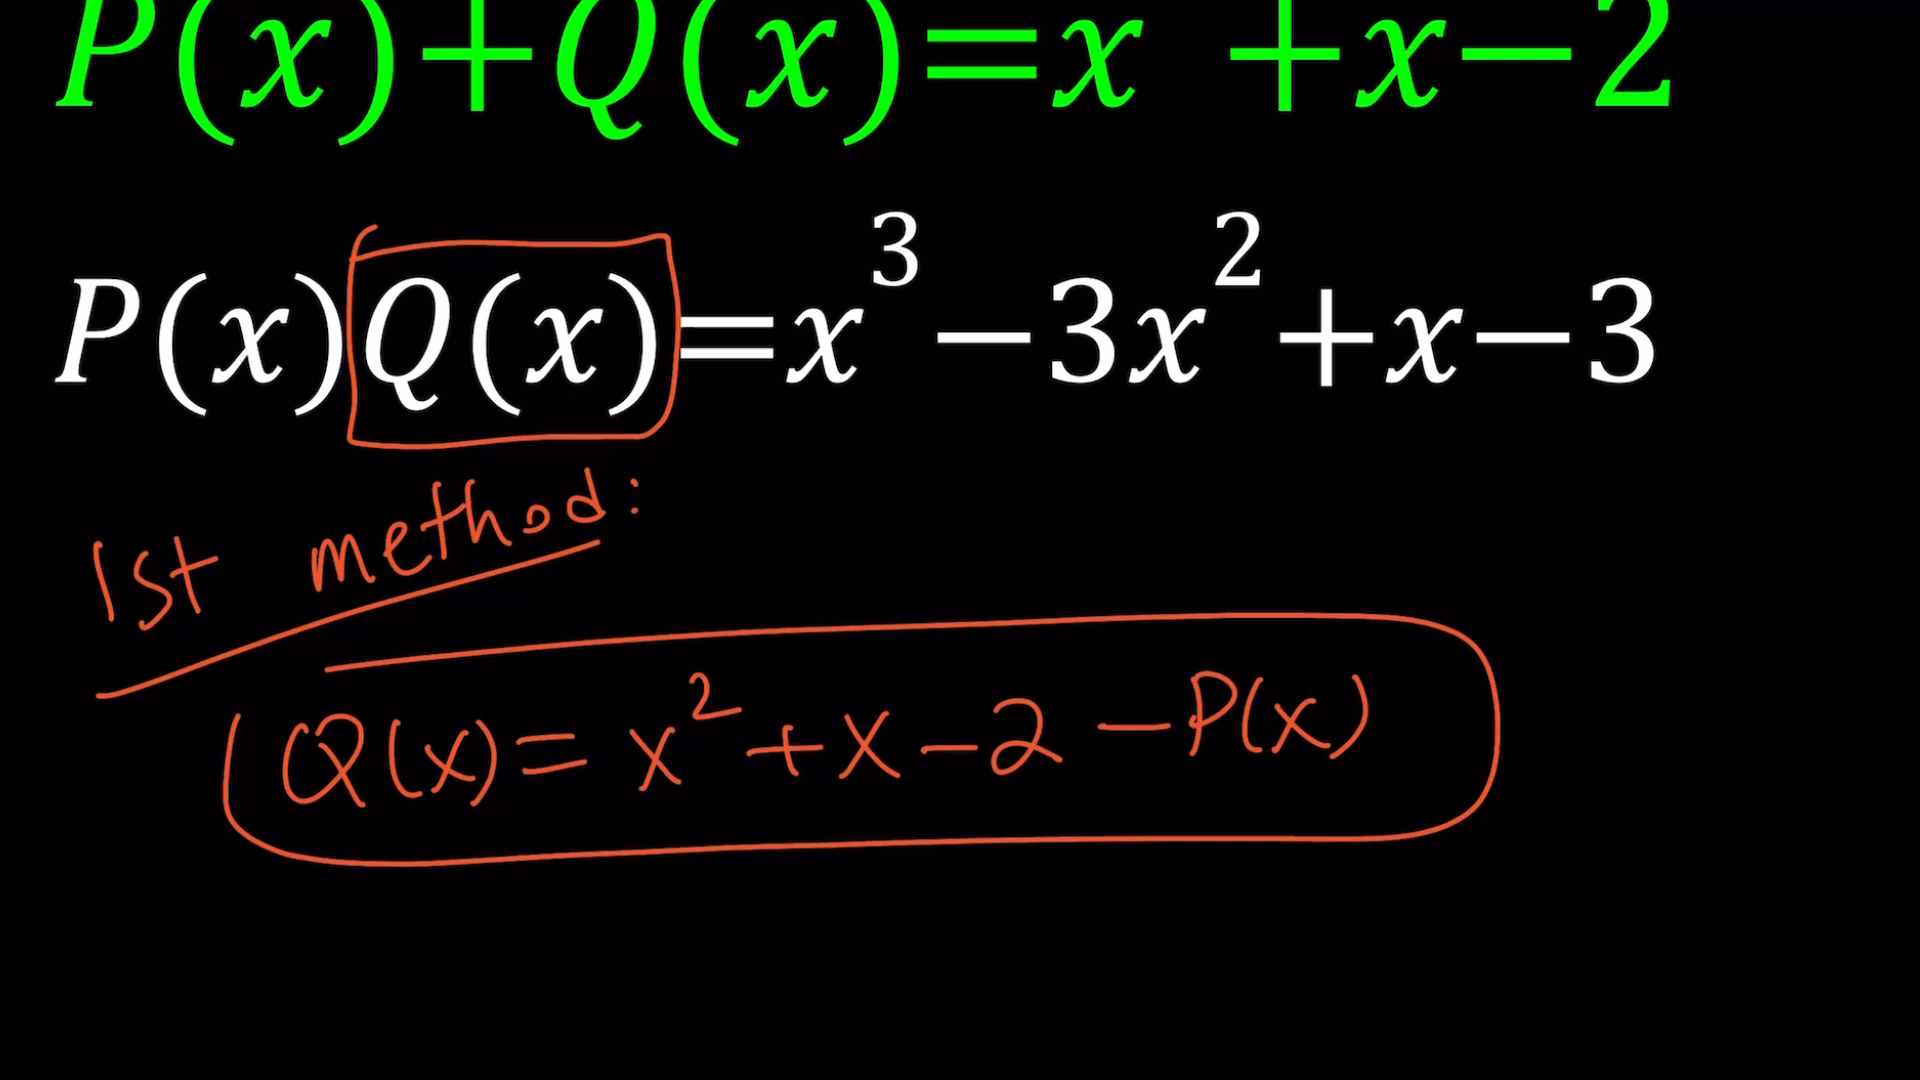 P(x)+Q(x)=x +x−2
P(x)Q(x)=x³−3x²+x−3
1st method:
Q(x)= x²+x−2−P(x)